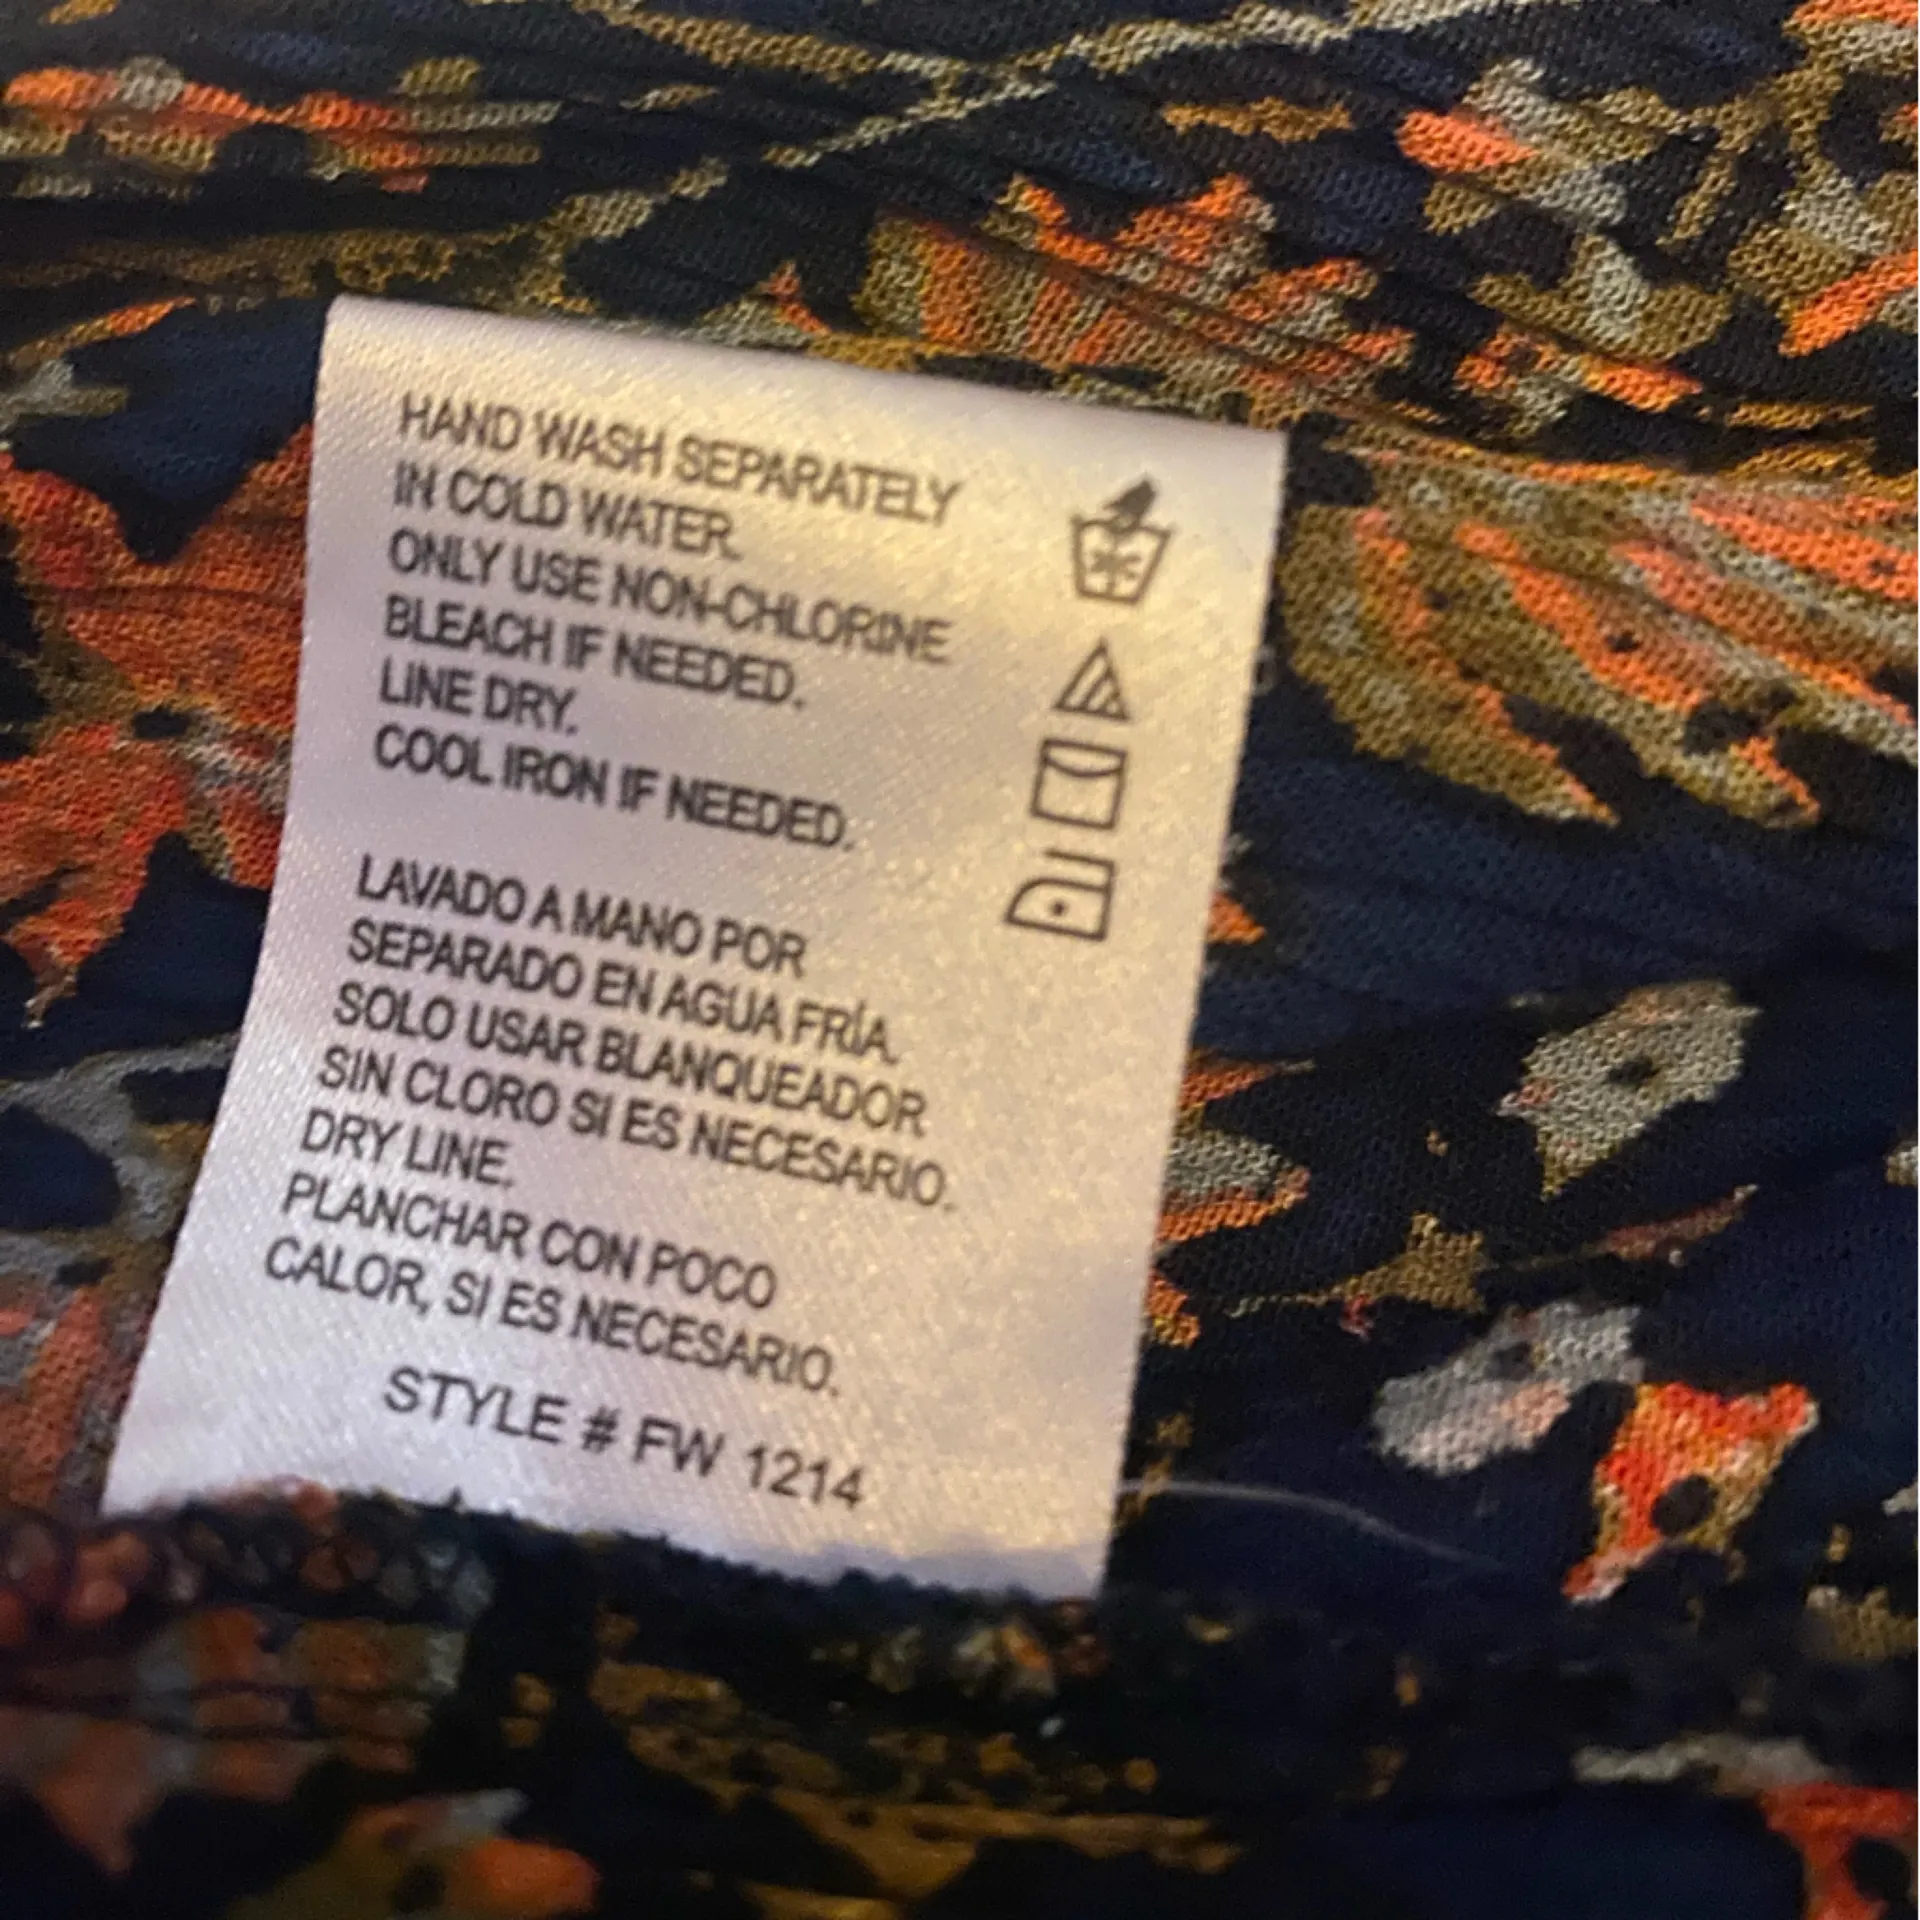 HAND WASH SEPARATELY
IN COLD WATER.
ONLY USE NON-CHLORINE
BLEACH IF NEEDED.
LINE DRY.
COOL IRON IF NEEDED.
LAVADO A MANO POR
SEPARADO EN AGUA FRÍA.
SOLO USAR BLANQUEADOR
SIN CLORO SI ES NECESARIO.
DRY LINE.
PLANCHAR CON POCO
CALOR, SI ES NECESARIO.
STYLE # FW 1214